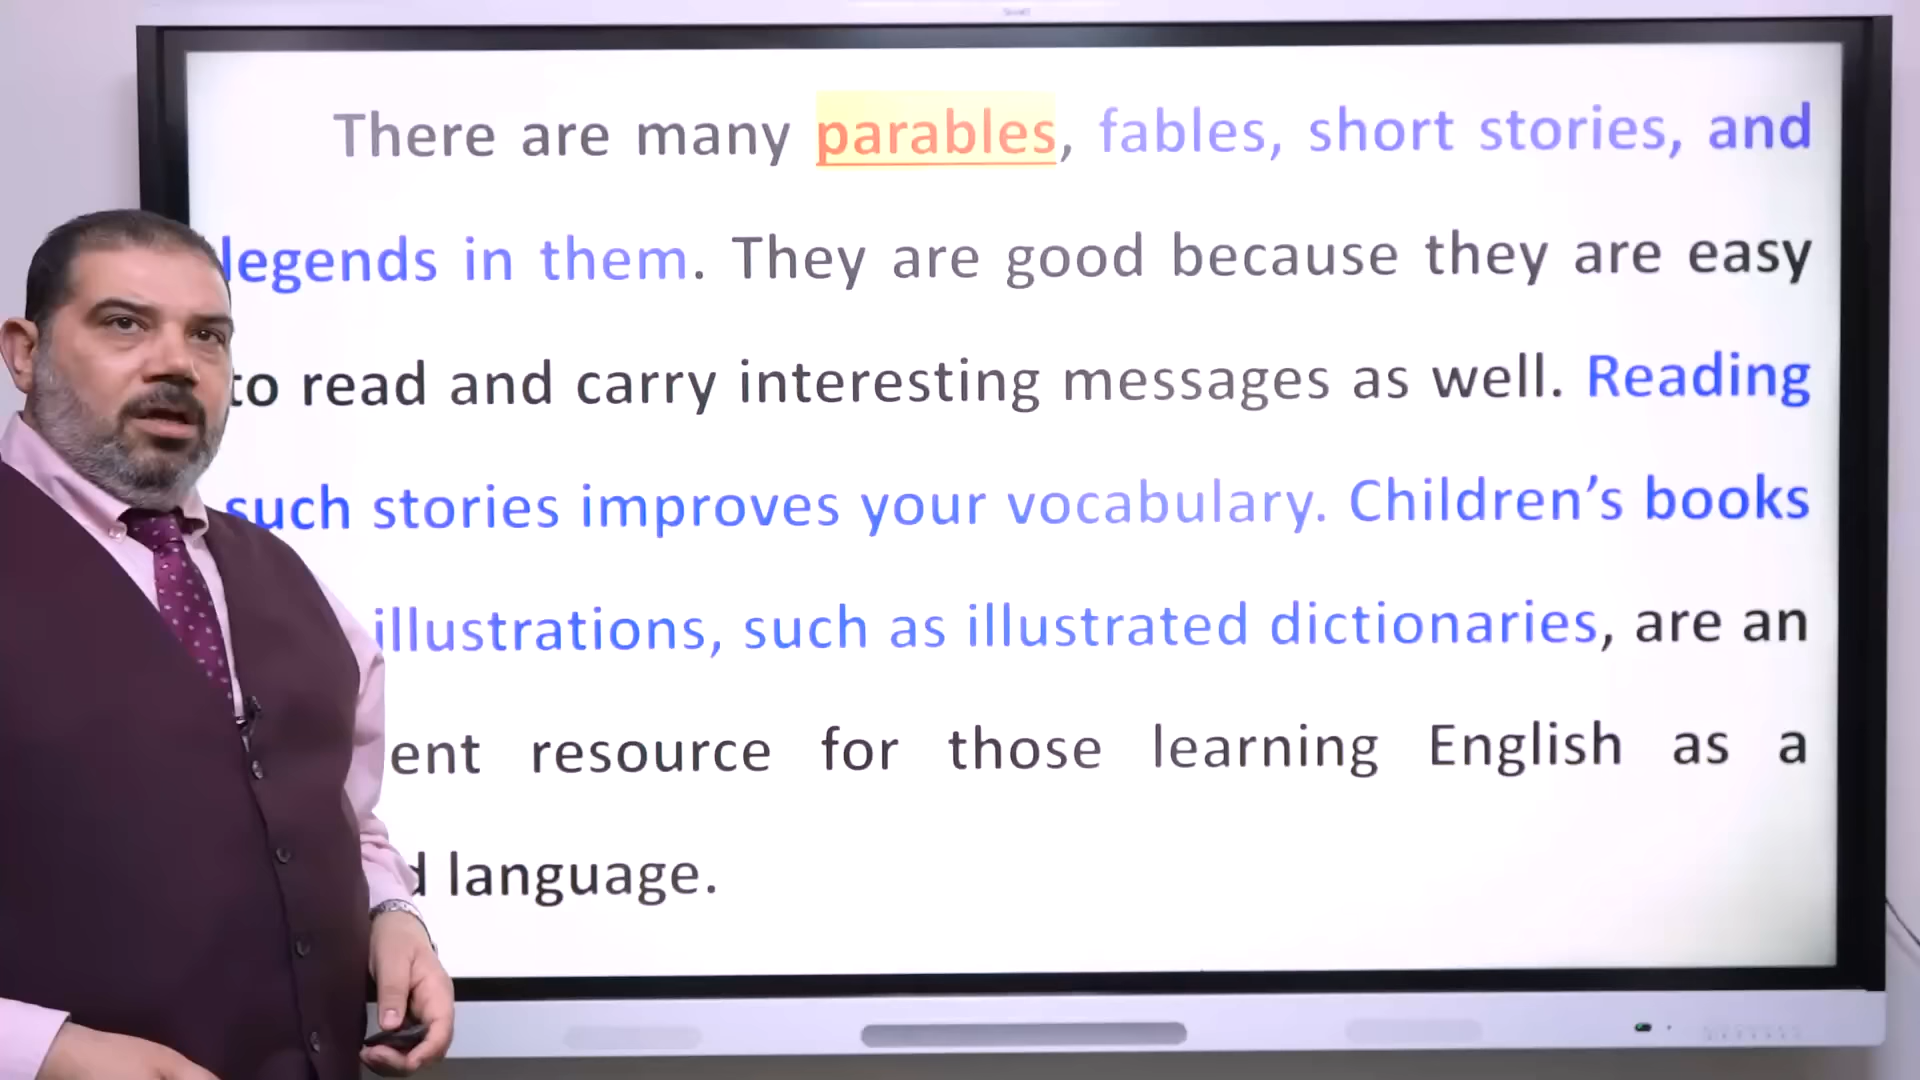 There are many parables, fables, short stories, and
legends in them. They are good because they are easy
to read and carry interesting messages as well. Reading
such stories improves your vocabulary. Children’s books
illustrations, such as illustrated dictionaries, are an
resource for those learning English as a
language.